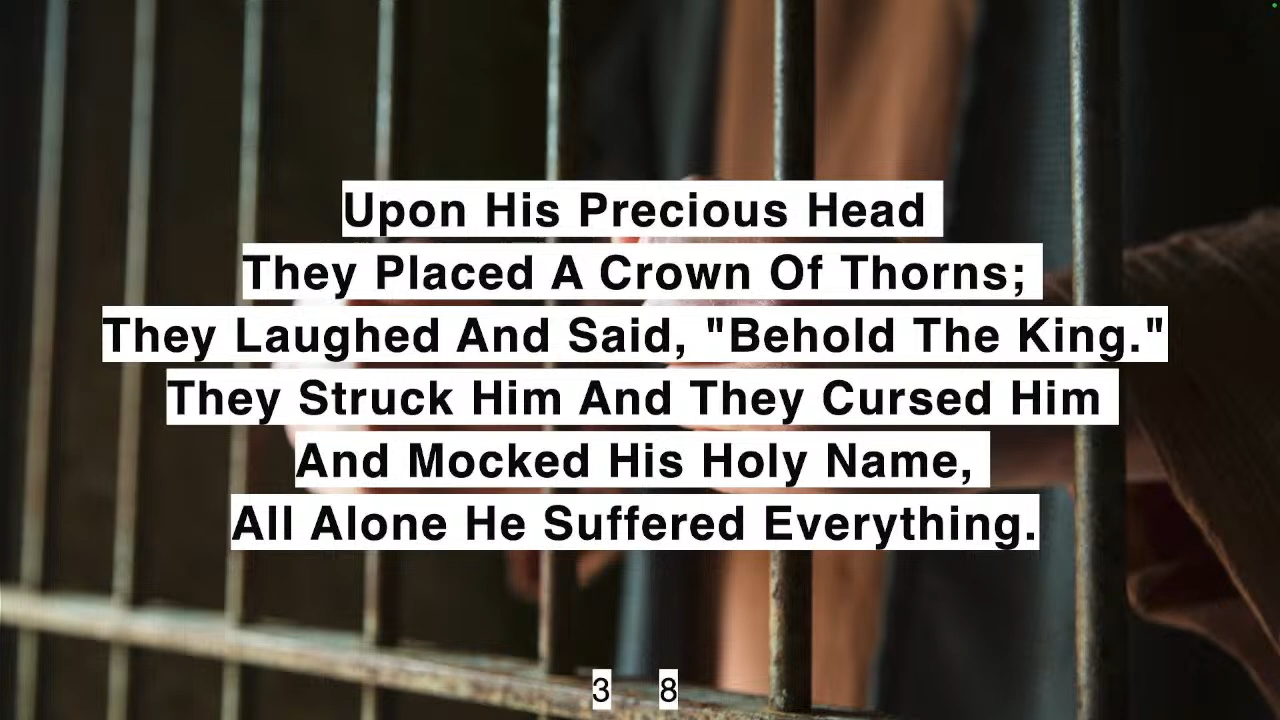 Upon His Precious Head
They Placed A Crown Of Thorns;
They Laughed And Said, "Behold The King."
They Struck Him And They Cursed Him
And Mocked His Holy Name,
All Alone He Suffered Everything.
3 8